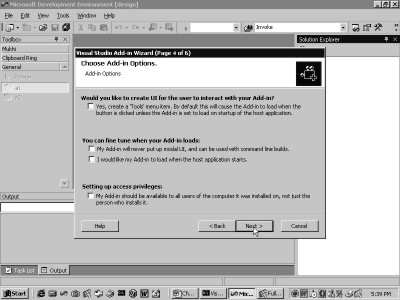 Microsoft Development Environment [design]
File Edit View Tools Window Help
Invoke
Toolbox
Solution Explorer
Mukhi
Clipboard Ring
General
Pointer
Visual Studio Add-in Wizard (Page 4 of 6)
Choose Add-in Options.
Add-in Options
Would you like to create UI for the user to interact with your Add-in?
Yes, create a 'Tools' menu item. By default this will cause the Add-in to load when the
button is clicked unless the Add-in is set to load on startup of the host application.
You can fine tune when your Add-in loads:
My Add-in will never put up modal UI, and can be used with command line builds.
I would like my Add-in to load when the host application starts.
Setting up access privileges:
My Add-in should be available to all users of the computer it was installed on, not just the
person who installs it.
Help
< Back
Next >
Cancel
Output
Task List
Output
Start
Ch...
Vis...
Mic...
Full...
5:39 PM